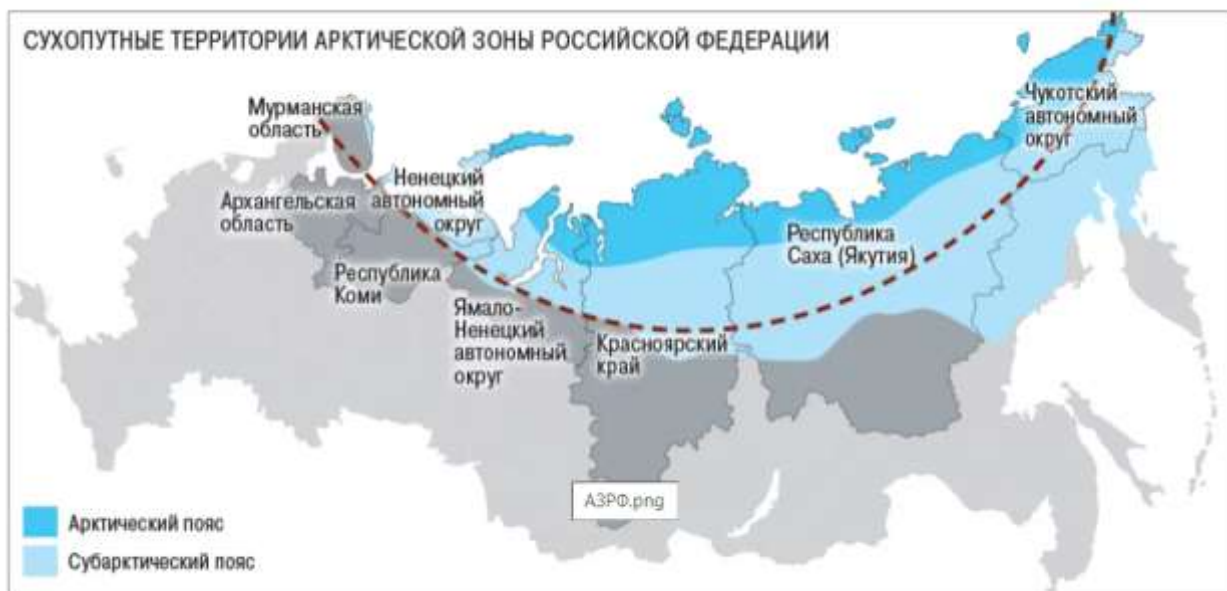 СУХОПУТНЫЕ ТЕРРИТОРИИ АРКТИЧЕСКОЙ ЗОНЫ РОССИЙСКОЙ ФЕДЕРАЦИИ
Мурманская
область
Ненецкий
автономный
округ
Архангельская
область
Республика
Коми
Ямало-
Ненецкий
автономный
округ
Красноярский
край
Республика
Саха (Якутия)
Чукотский
автономный
округ
АЗРФ.png
Арктический пояс
Субарктический пояс